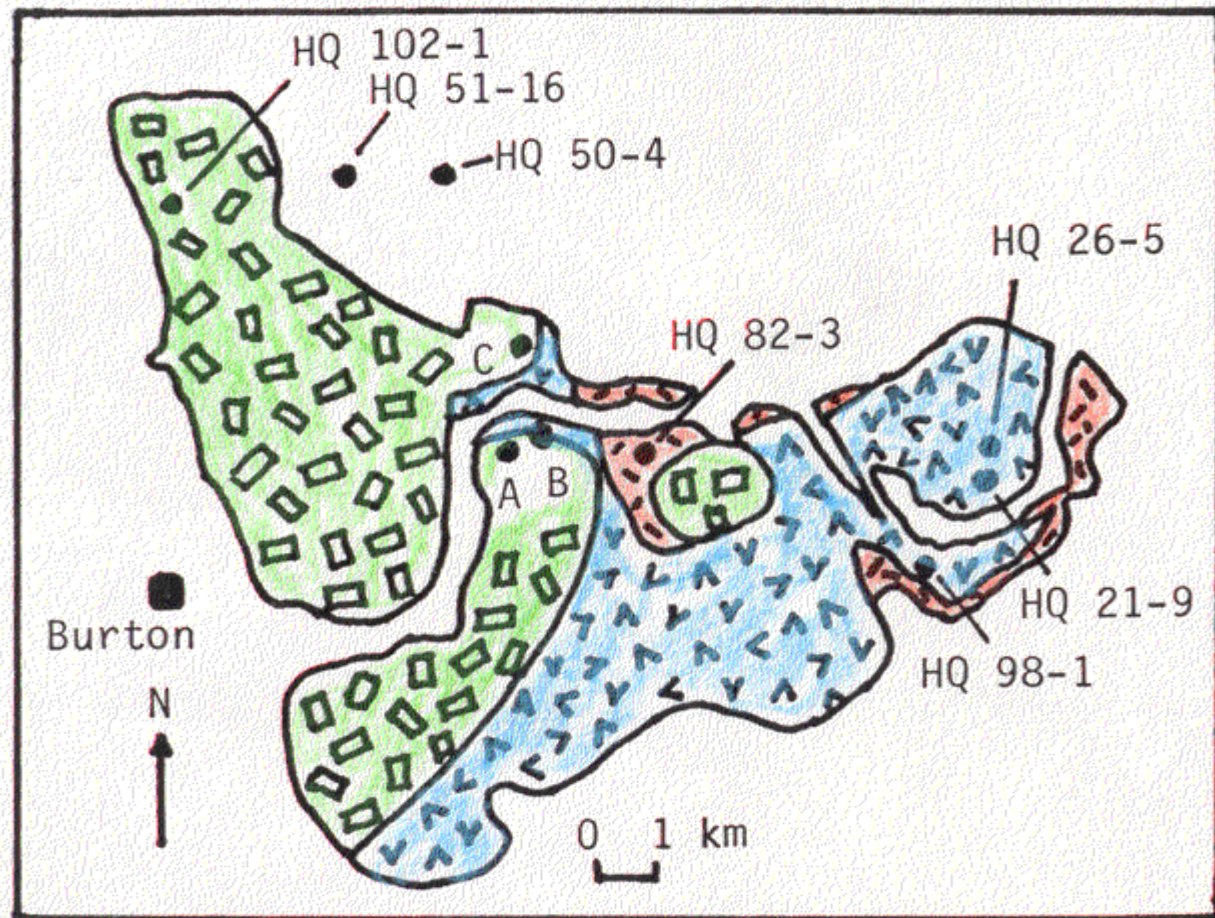 HQ 102-1
HQ 51-16
HQ 50-4
HQ 26-5
HQ 82-3
C
A
B
HQ 21-9
Burton
HQ 98-1
N
0 1 km